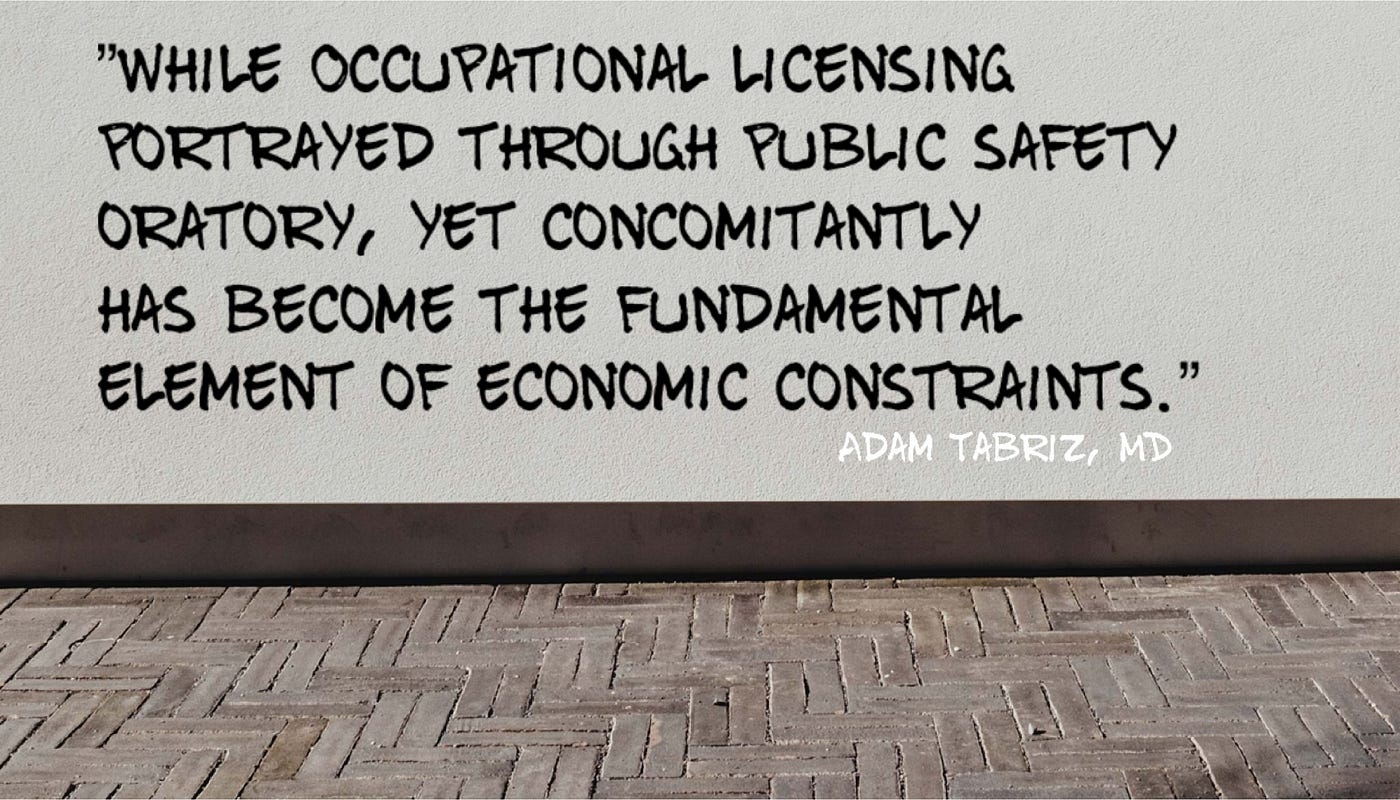 ”WHILE OCCUPATIONAL LICENSING
PORTRAYED THROUGH PUBLIC SAFETY
ORATORY, YET CONCOMITANTLY
HAS BECOME THE FUNDAMENTAL
ELEMENT OF ECONOMIC CONSTRAINTS.”
ADAM TABRIZ, MD